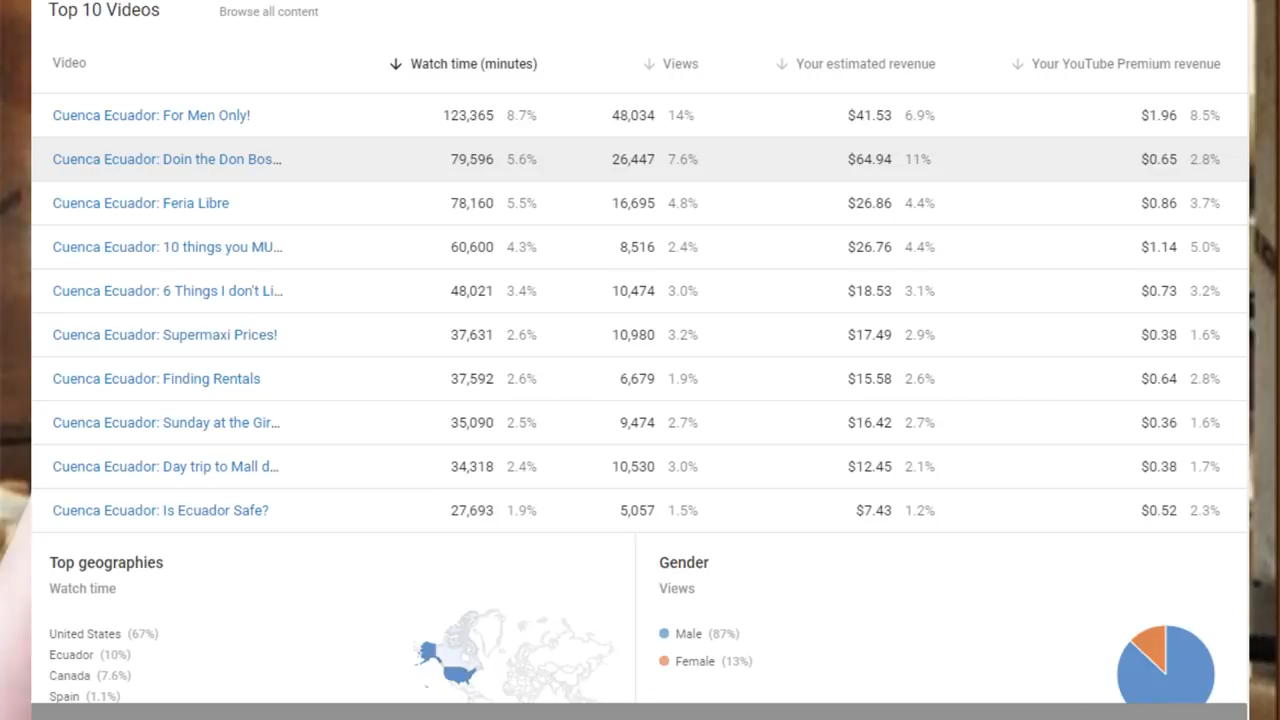 Top 10 Videos Browse all content
Video Watch time (minutes) Views Your estimated revenue Your YouTube Premium revenue
Cuenca Ecuador: For Men Only! 123,365 8.7% 48,034 14% $41.53 6.9% $1.96 8.5%
Cuenca Ecuador: Doin the Don Bos... 79,596 5.6% 26,447 7.6% $64.94 11% $0.65 2.8%
Cuenca Ecuador: Feria Libre 78,160 5.5% 16,695 4.8% $26.86 4.4% $0.86 3.7%
Cuenca Ecuador: 10 things you MU... 60,600 4.3% 8,516 2.4% $26.76 4.4% $1.14 5.0%
Cuenca Ecuador: 6 Things I don't Li... 48,021 3.4% 10,474 3.0% $18.53 3.1% $0.73 3.2%
Cuenca Ecuador: Supermaxi Prices! 37,631 2.6% 10,980 3.2% $17.49 2.9% $0.38 1.6%
Cuenca Ecuador: Finding Rentals 37,592 2.6% 6,679 1.9% $15.58 2.6% $0.64 2.8%
Cuenca Ecuador: Sunday at the Gir... 35,090 2.5% 9,474 2.7% $16.42 2.7% $0.36 1.6%
Cuenca Ecuador: Day trip to Mall d... 34,318 2.4% 10,530 3.0% $12.45 2.1% $0.38 1.7%
Cuenca Ecuador: Is Ecuador Safe? 27,693 1.9% 5,057 1.5% $7.43 1.2% $0.52 2.3%
Top geographies
Watch time
United States (67%)
Ecuador (10%)
Canada (7.6%)
Spain (1.1%)
Gender
Views
Male (87%)
Female (13%)